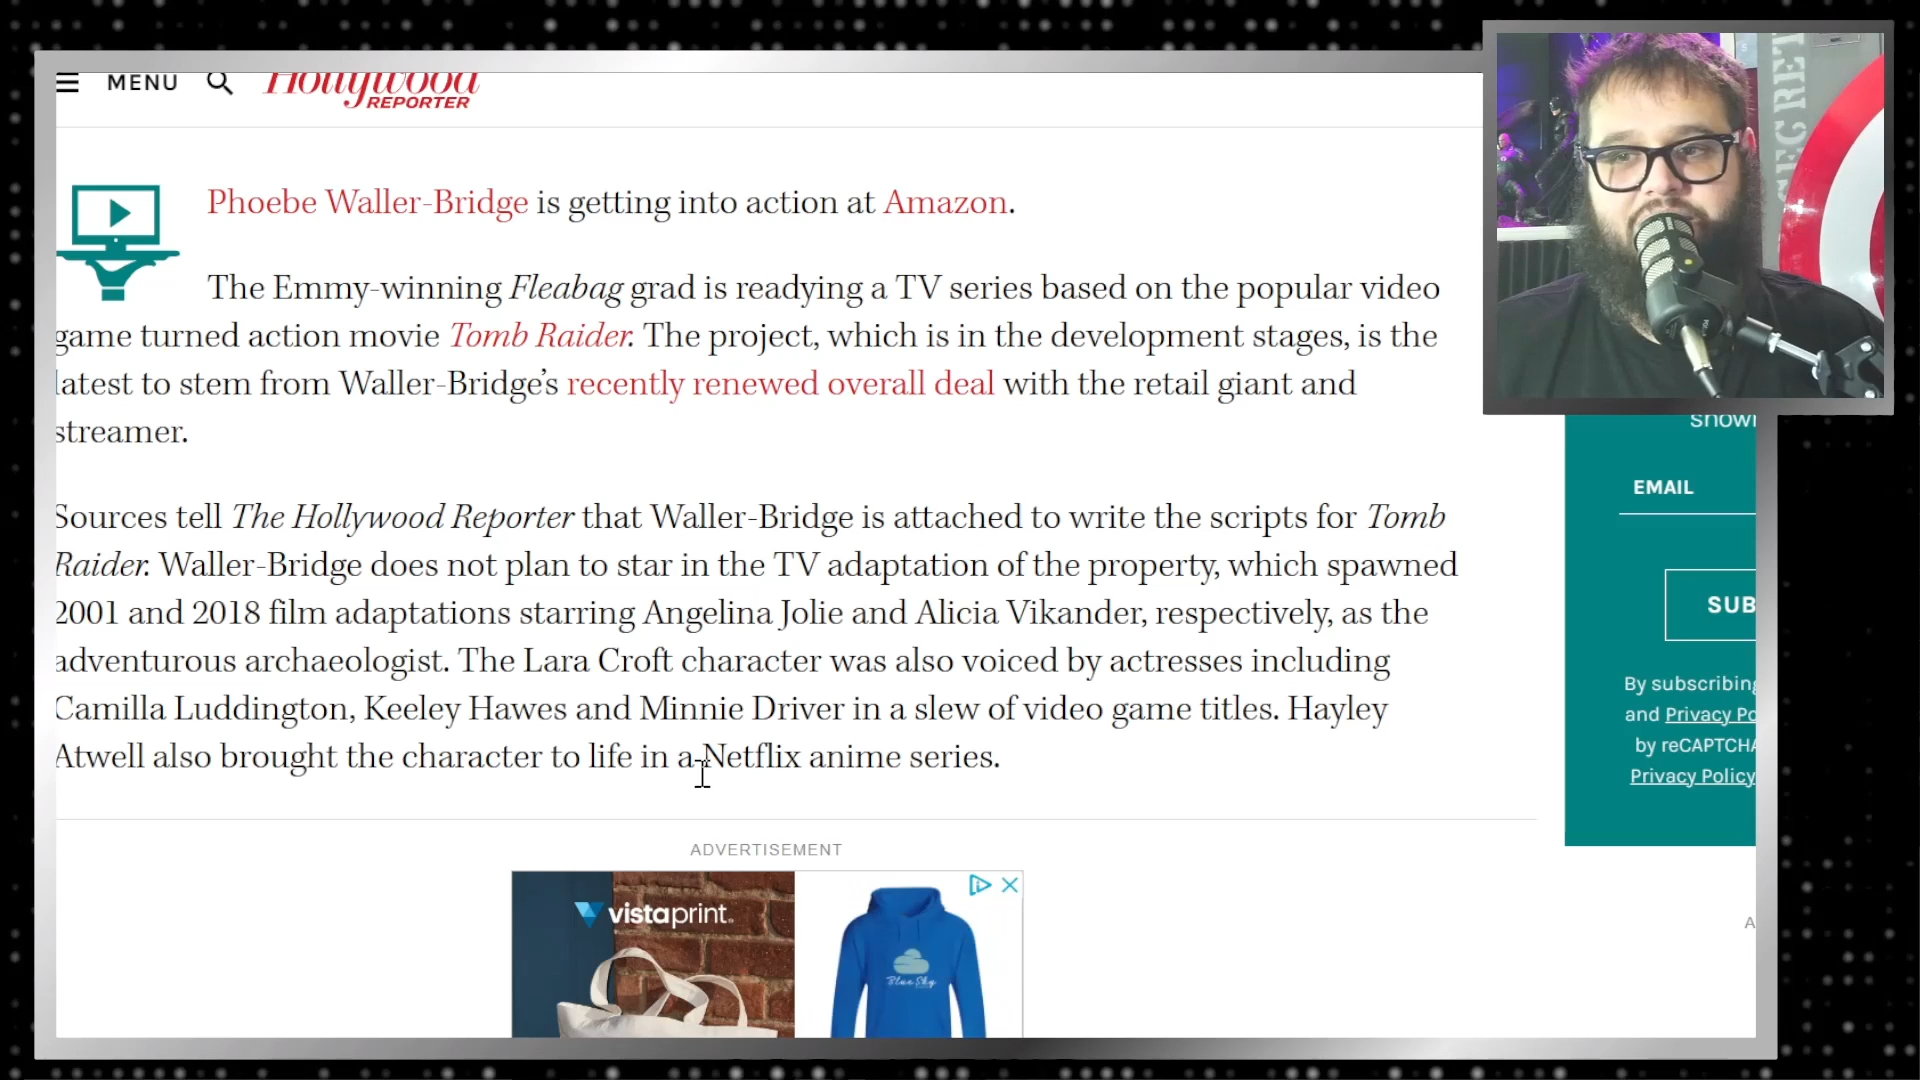 MENU
Hollywood
REPORTER
Phoebe Waller-Bridge is getting into action at Amazon.
The Emmy-winning Fleabag grad is readying a TV series based on the popular video
game turned action movie Tomb Raider. The project, which is in the development stages, is the
latest to stem from Waller-Bridge’s recently renewed overall deal with the retail giant and
streamer.
Sources tell The Hollywood Reporter that Waller-Bridge is attached to write the scripts for Tomb
Raider. Waller-Bridge does not plan to star in the TV adaptation of the property, which spawned
2001 and 2018 film adaptations starring Angelina Jolie and Alicia Vikander, respectively, as the
adventurous archaeologist. The Lara Croft character was also voiced by actresses including
Camilla Luddington, Keeley Hawes and Minnie Driver in a slew of video game titles. Hayley
Atwell also brought the character to life in a Netflix anime series.
ADVERTISEMENT
vistaprint.
Blue Sky
SECRET
EMAIL
SUB
By subscribing
and Privacy Po
by reCAPTCHA
Privacy Policy
A